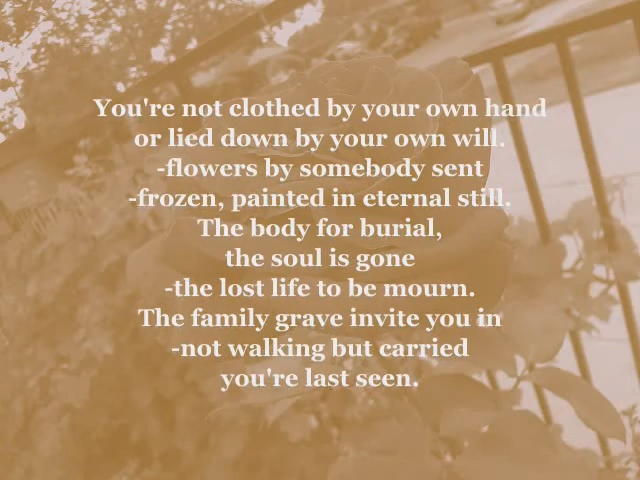 You're not clothed by your own hand
or lied down by your own will.
-flowers by somebody sent
-frozen, painted in eternal still.
The body for burial,
the soul is gone
-the lost life to be mourn.
The family grave invite you in
-not walking but carried
you're last seen.